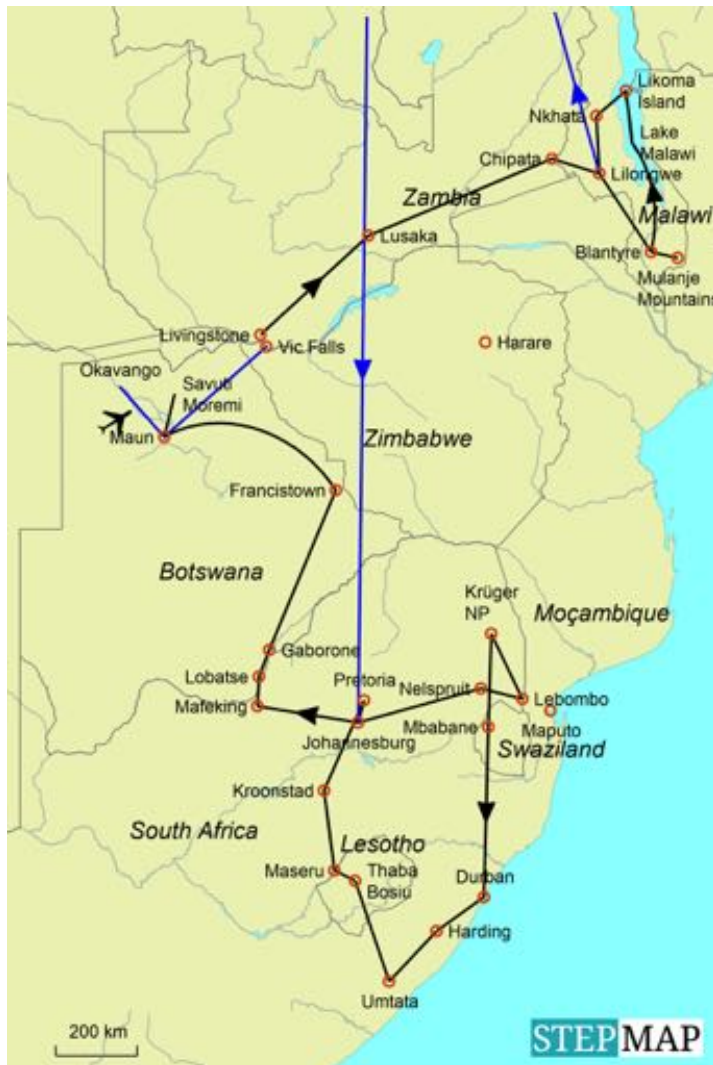 Likoma
Island
Nkhata
Lake
Malawi
Chipata
Lilongwe
Zambia
Malawi
Lusaka
Blantyre
Mulanje
Mountains
Livingstone
Vic.Falls
Harare
Okavango
Savuti
Moremi
Maun
Zimbabwe
Francistown
Botswana
Krüger
NP
Moçambique
Gaborone
Lobatse
Pretoria
Nelspruit
Lebombo
Mafeking
Maputo
Mbabane
Johannesburg
Swaziland
Kroonstad
South Africa
Lesotho
Maseru
Thaba
Bosiu
Durban
Harding
Umtata
200 km
STEPMAP